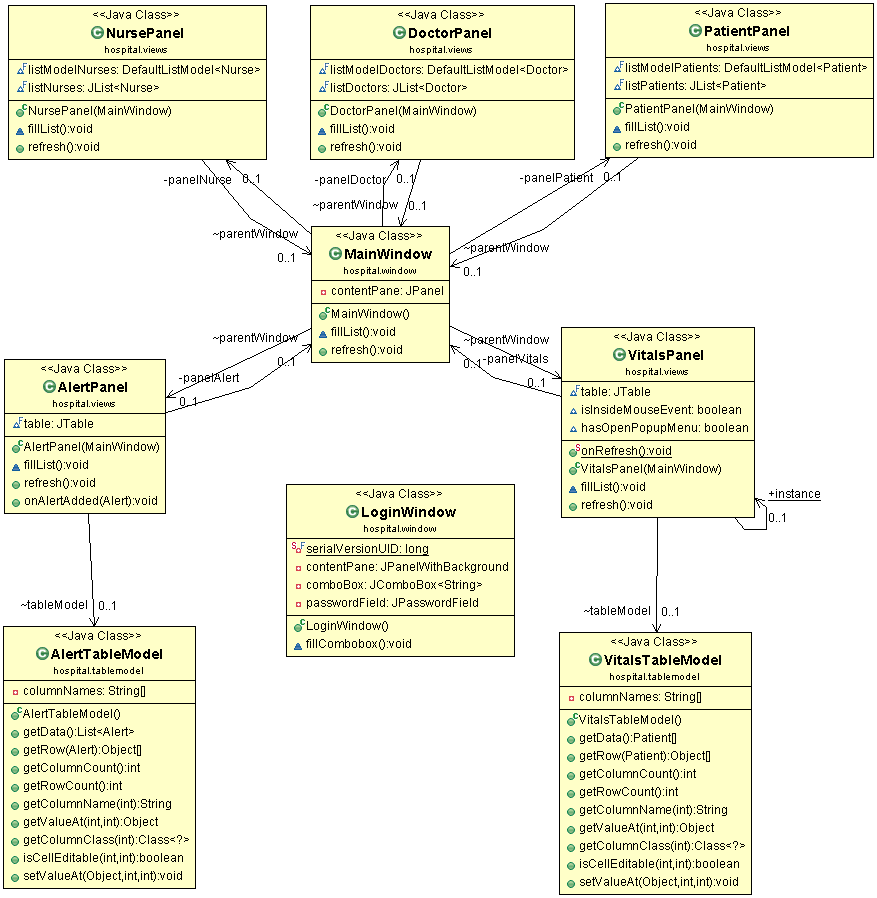 <<Java Class>>
NursePanel
hospital.views
listModelNurses: DefaultListModel<Nurse>
listNurses: JList<Nurse>
NursePanel(MainWindow)
fillList():void
refresh():void
<<Java Class>>
DoctorPanel
hospital.views
listModelDoctors: DefaultListModel<Doctor>
listDoctors: JList<Doctor>
DoctorPanel(MainWindow)
fillList():void
refresh():void
<<Java Class>>
PatientPanel
hospital.views
listModelPatients: DefaultListModel<Patient>
listPatients: JList<Patient>
PatientPanel(MainWindow)
fillList():void
refresh():void
-panelNurse 0..1
-panelDoctor 0..1
-panelPatient 0..1
~parentWindow 0..1
~parentWindow
0..1
~parentWindow
0..1
<<Java Class>>
MainWindow
hospital.window
contentPane: JPanel
MainWindow()
fillList():void
refresh():void
~parentWindow
0..1
-panelAlert
0..1
~parentWindow
0..1
-panelVitals
0..1
<<Java Class>>
AlertPanel
hospital.views
table: JTable
AlertPanel(MainWindow)
fillList():void
refresh():void
onAlertAdded(Alert):void
<<Java Class>>
VitalsPanel
hospital.views
table: JTable
isInsideMouseEvent: boolean
hasOpenPopupMenu: boolean
onRefresh():void
VitalsPanel(MainWindow)
fillList():void
refresh():void
+instance
0..1
<<Java Class>>
LoginWindow
hospital.window
serialVersionUID: long
contentPane: JPanelWithBackground
comboBox: JComboBox<String>
passwordField: JPasswordField
LoginWindow()
fillCombobox():void
~tableModel 0..1
~tableModel 0..1
<<Java Class>>
AlertTableModel
hospital.tablemodel
columnNames: String[]
AlertTableModel()
getData():List<Alert>
getRow(Alert):Object[]
getColumnCount():int
getRowCount():int
getColumnName(int):String
getValueAt(int,int):Object
getColumnClass(int):Class<?>
isCellEditable(int,int):boolean
setValueAt(Object,int,int):void
<<Java Class>>
VitalsTableModel
hospital.tablemodel
columnNames: String[]
VitalsTableModel()
getData():Patient[]
getRow(Patient):Object[]
getColumnCount():int
getRowCount():int
getColumnName(int):String
getValueAt(int,int):Object
getColumnClass(int):Class<?>
isCellEditable(int,int):boolean
setValueAt(Object,int,int):void